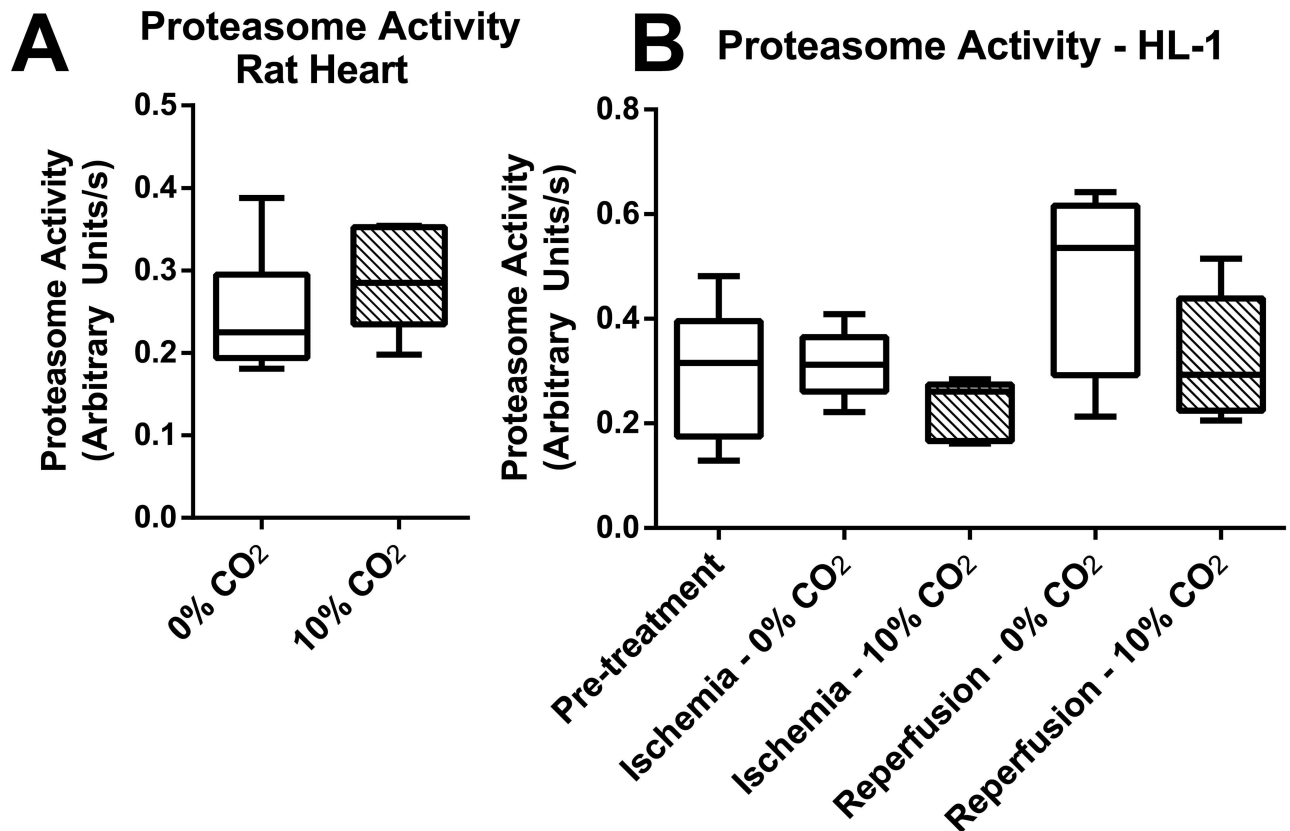 A
Proteasome Activity
Rat Heart
Proteasome Activity
(Arbitrary Units/s)
0.5
0.4
0.3
0.2
0.1
0.0
0% CO2
10% CO2
B
Proteasome Activity - HL-1
Proteasome Activity
(Arbitrary Units/s)
0.8
0.6
0.4
0.2
0.0
Pre-treatment
Ischemia - 0% CO2
Ischemia - 10% CO2
Reperfusion - 0% CO2
Reperfusion - 10% CO2